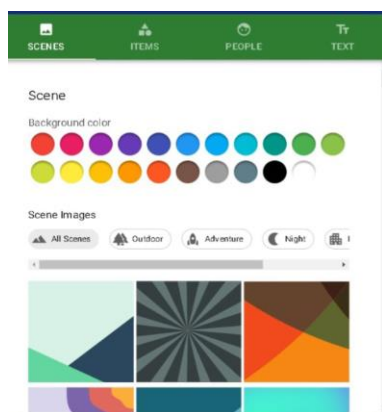 SCENES ITEMS PEOPLE TEXT
Scene
Background color
Scene Images
All Scenes Outdoor Adventure Night